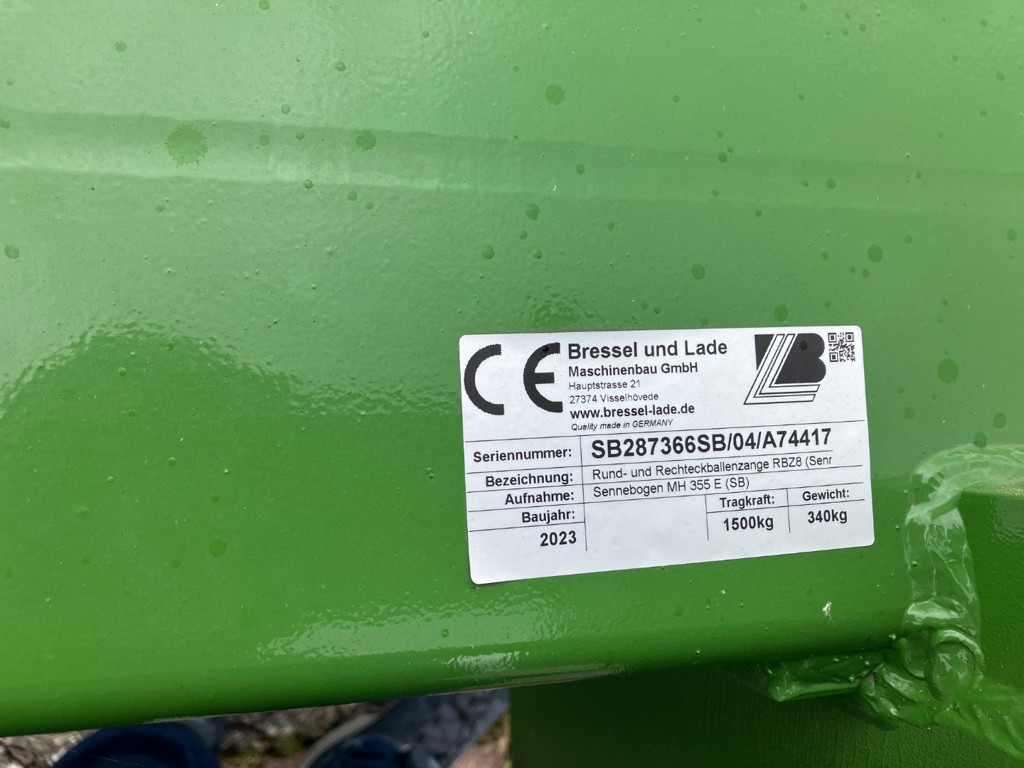 CE
Bressel und Lade
Maschinenbau GmbH
Hauptstrasse 21
27374 Visselhövede
www.bressel-lade.de
Quality made in GERMANY
LB
Seriennummer: SB287366SB/04/A74417
Bezeichnung: Rund- und Rechteckballenzange RBZ8 (Senr
Aufnahme: Sennebogen MH 355 E (SB)
Baujahr: Tragkraft: Gewicht:
2023 1500kg 340kg